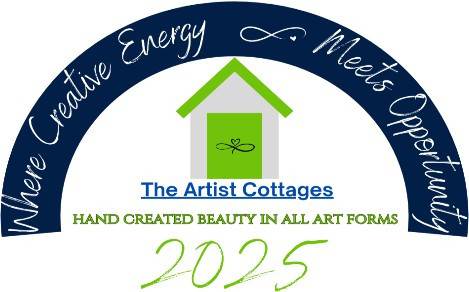 Where Creative Energy Meets Opportunity
The Artist Cottages
HAND CREATED BEAUTY IN ALL ART FORMS
2025